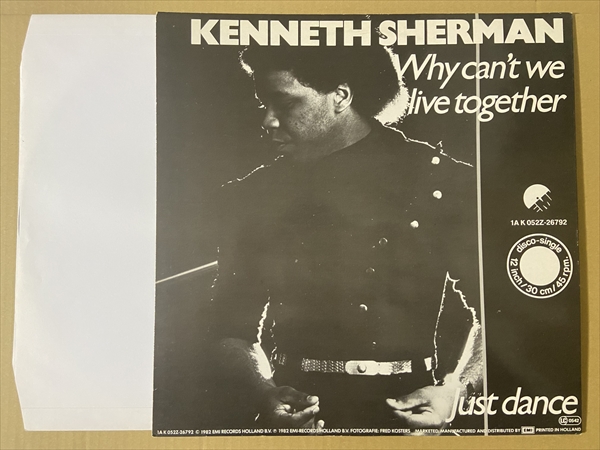 KENNETH SHERMAN
Why can't we
live together
1A K 052Z-26792
disco-single
12 inch/30 cm/45 rpm.
just dance
1A K 052Z-26792 © 1982 EMI RECORDS HOLLAND B.V. ℗ 1982 EMI-RECORDS HOLLAND B.V. FOTOGRAFIE: FRED KOSTERS MARKETED, MANUFACTURED AND DISTRIBUTED BY EMI PRINTED IN HOLLAND
LC 0542